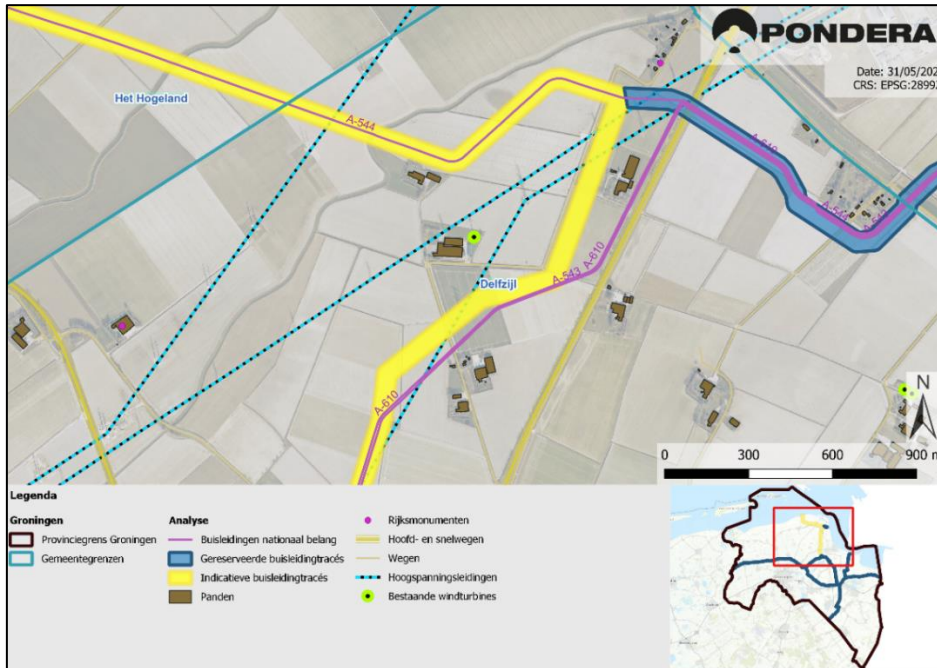 PONDERA
Date: 31/05/202
CRS: EPSG:2899
Het Hogeland
A-544
A-610
A-544
A-543
A-543
A-610
Delfzijl
A-610
N
0 300 600 900 m
Legenda
Groningen
Provinciegrens Groningen
Gemeentegrenzen
Analyse
Buisleidingen nationaal belang
Gereserveerde buisleidingtracés
Indicatieve buisleidingtracés
Panden
Rijksmonumenten
Hoofd- en snelwegen
Wegen
Hoogspanningsleidingen
Bestaande windturbines